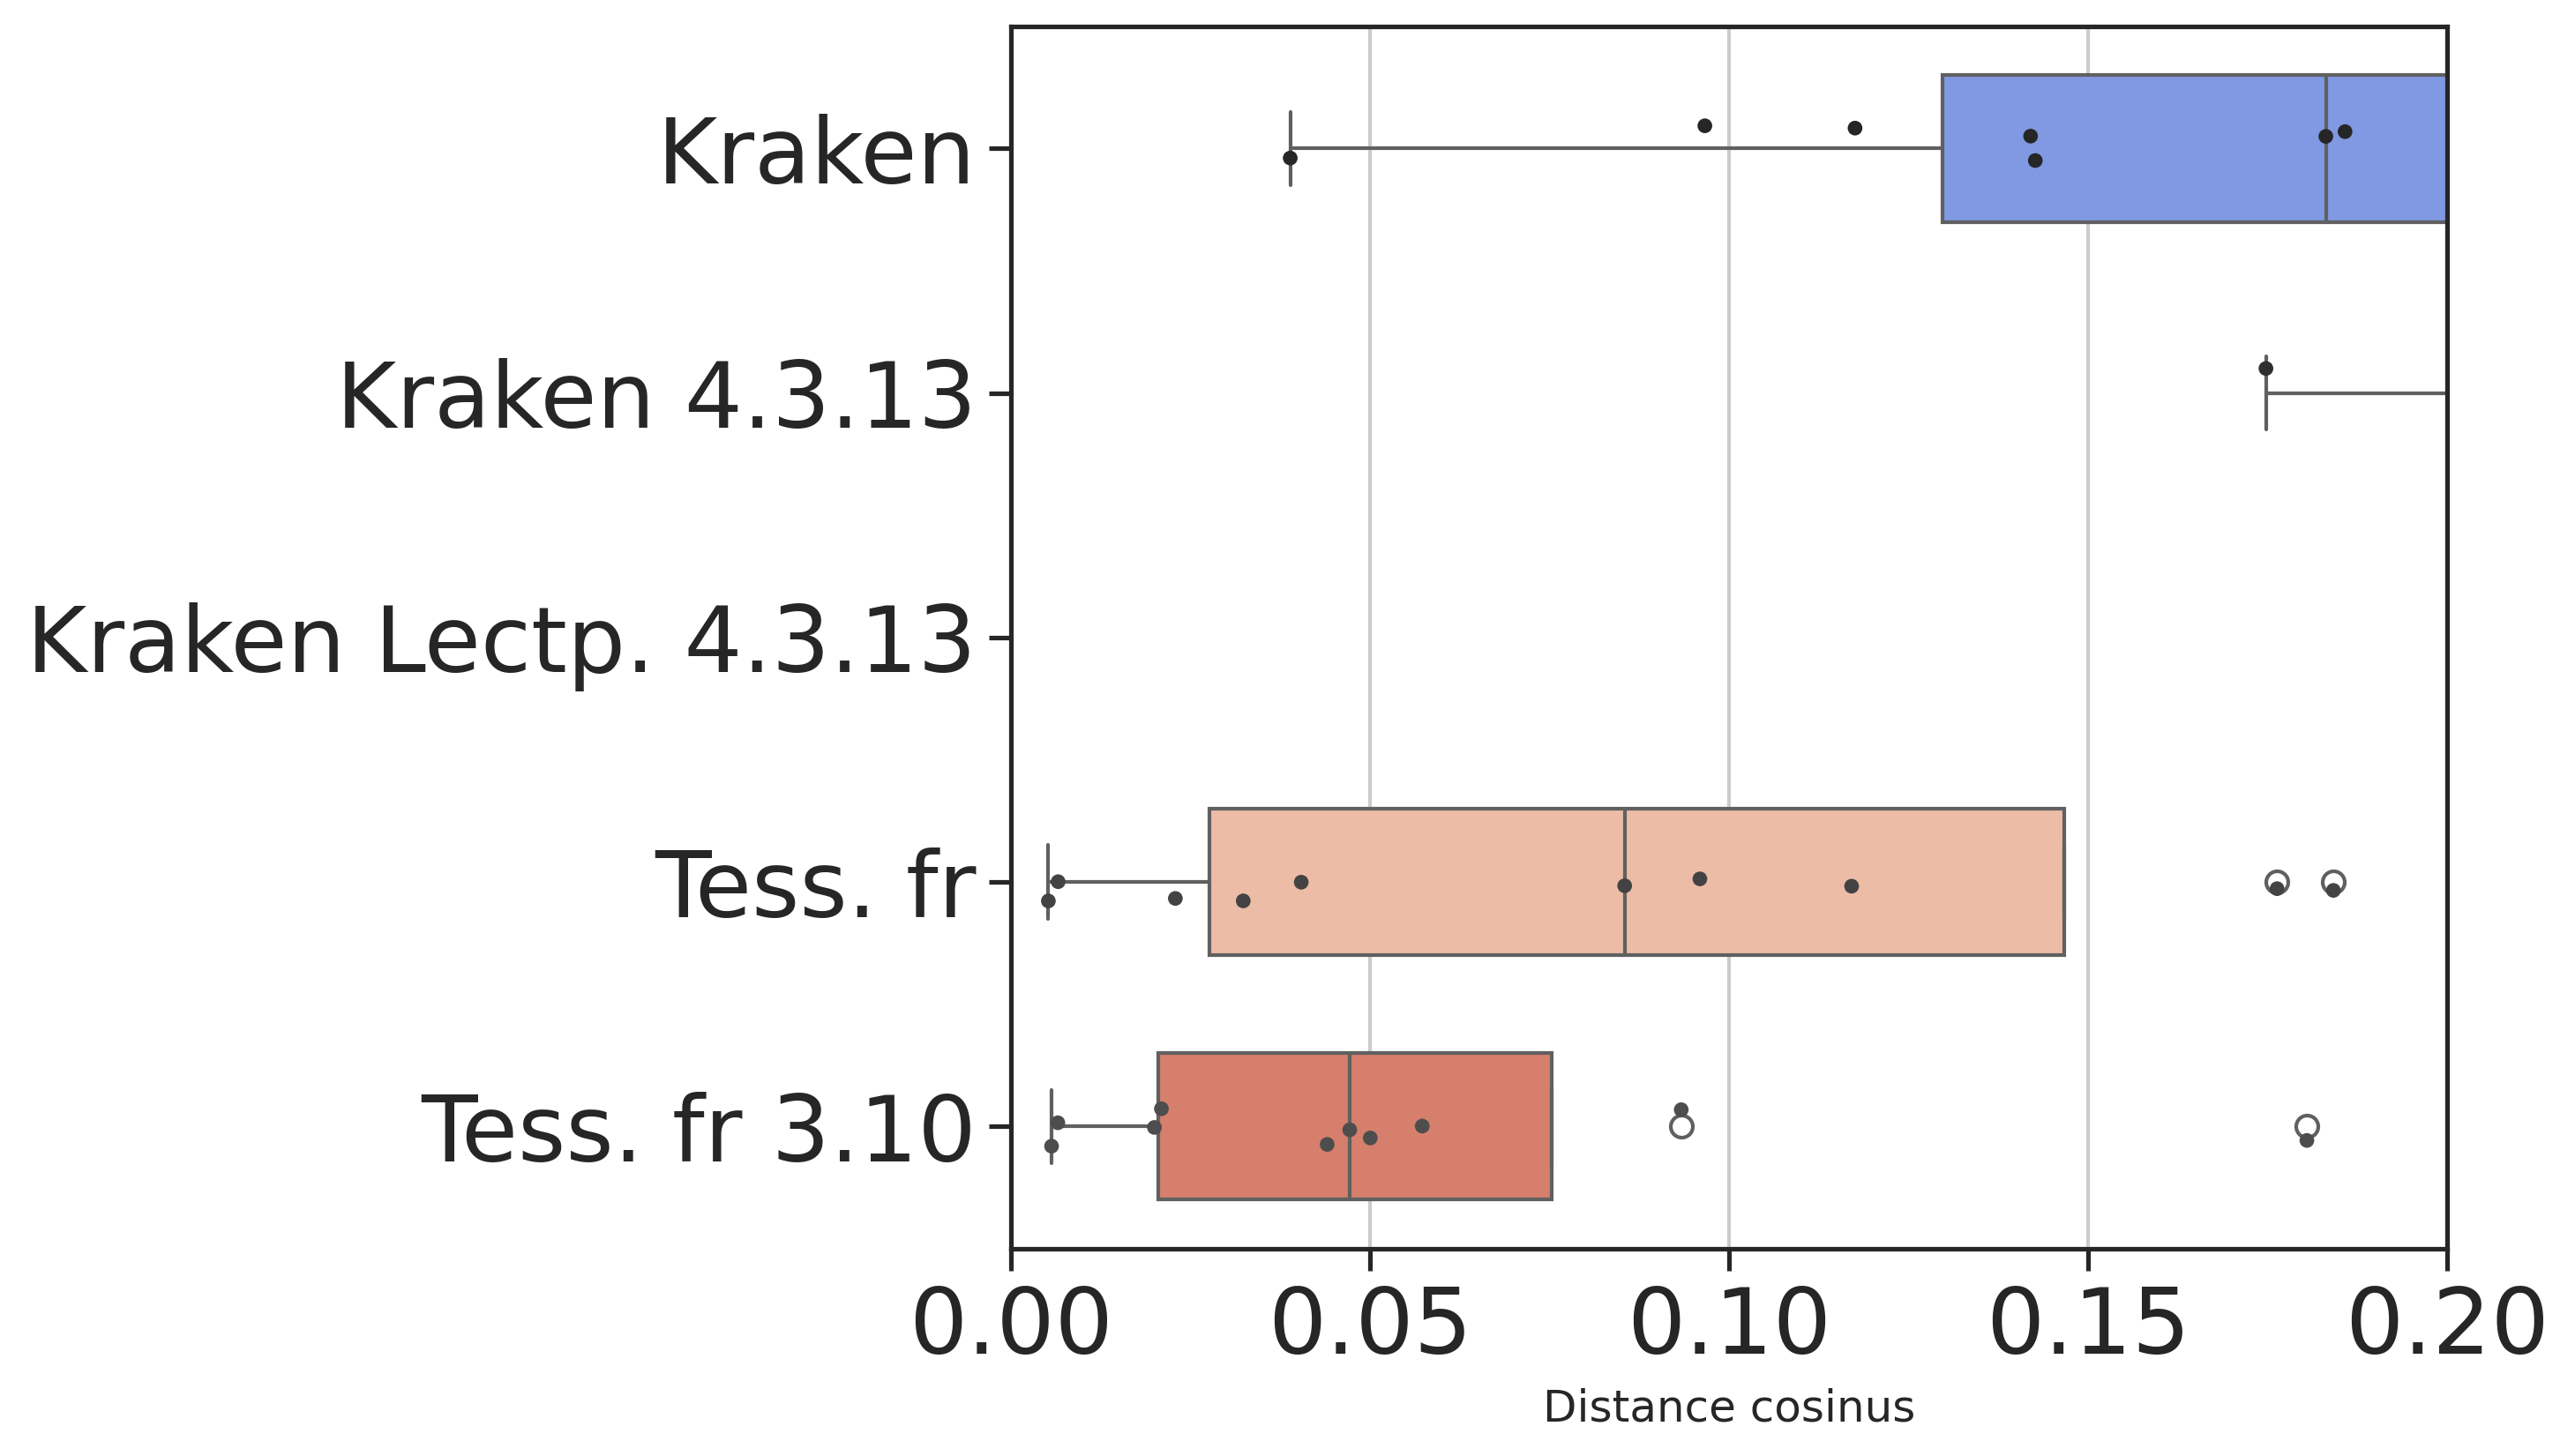 Kraken
Kraken 4.3.13
Kraken Lectp. 4.3.13
Tess. fr
Tess. fr 3.10
0.00 0.05 0.10 0.15 0.20
Distance cosinus